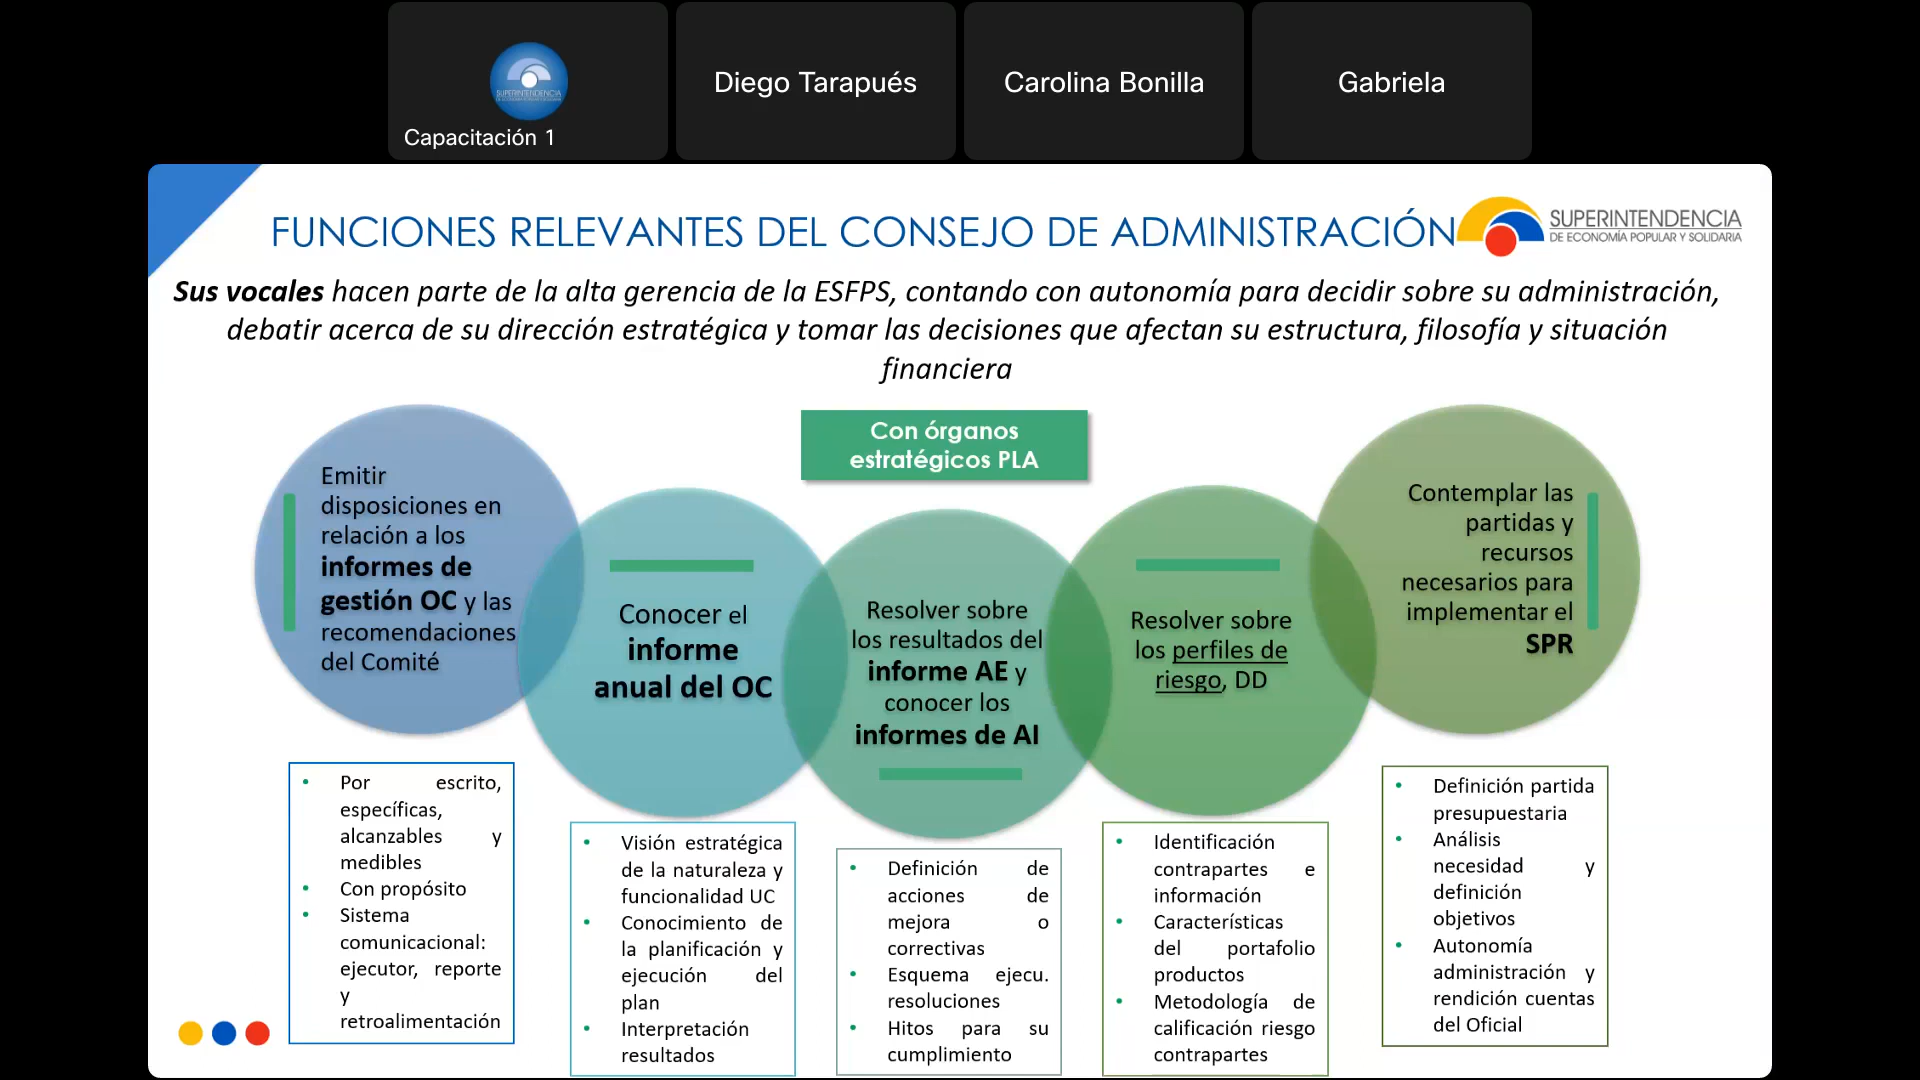 SUPERINTENDENCIA
Capacitación 1
Diego Tarapués
Carolina Bonilla
Gabriela
FUNCIONES RELEVANTES DEL CONSEJO DE ADMINISTRACIÓN
SUPERINTENDENCIA
DE ECONOMÍA POPULAR Y SOLIDARIA
Sus vocales hacen parte de la alta gerencia de la ESFPS, contando con autonomía para decidir sobre su administración,
debatir acerca de su dirección estratégica y tomar las decisiones que afectan su estructura, filosofía y situación
financiera
Con órganos
estratégicos PLA
Emitir
disposiciones en
relación a los
informes de
gestión OC y las
recomendaciones
del Comité
Conocer el
informe
anual del OC
Resolver sobre
los resultados del
informe AE y
conocer los
informes de AI
Resolver sobre
los perfiles de
riesgo, DD
Contemplar las
partidas y
recursos
necesarios para
implementar el
SPR
• Por escrito,
específicas,
alcanzables y
medibles
• Con propósito
• Sistema
comunicacional:
ejecutor, reporte
y
retroalimentación
• Visión estratégica
de la naturaleza y
funcionalidad UC
• Conocimiento de
la planificación y
ejecución del
plan
• Interpretación
resultados
• Definición de
acciones de
mejora o
correctivas
• Esquema ejecu.
resoluciones
• Hitos para su
cumplimiento
• Identificación
contrapartes e
información
• Características
del portafolio
productos
• Metodología de
calificación riesgo
contrapartes
• Definición partida
presupuestaria
• Análisis
necesidad y
definición
objetivos
• Autonomía
administración y
rendición cuentas
del Oficial